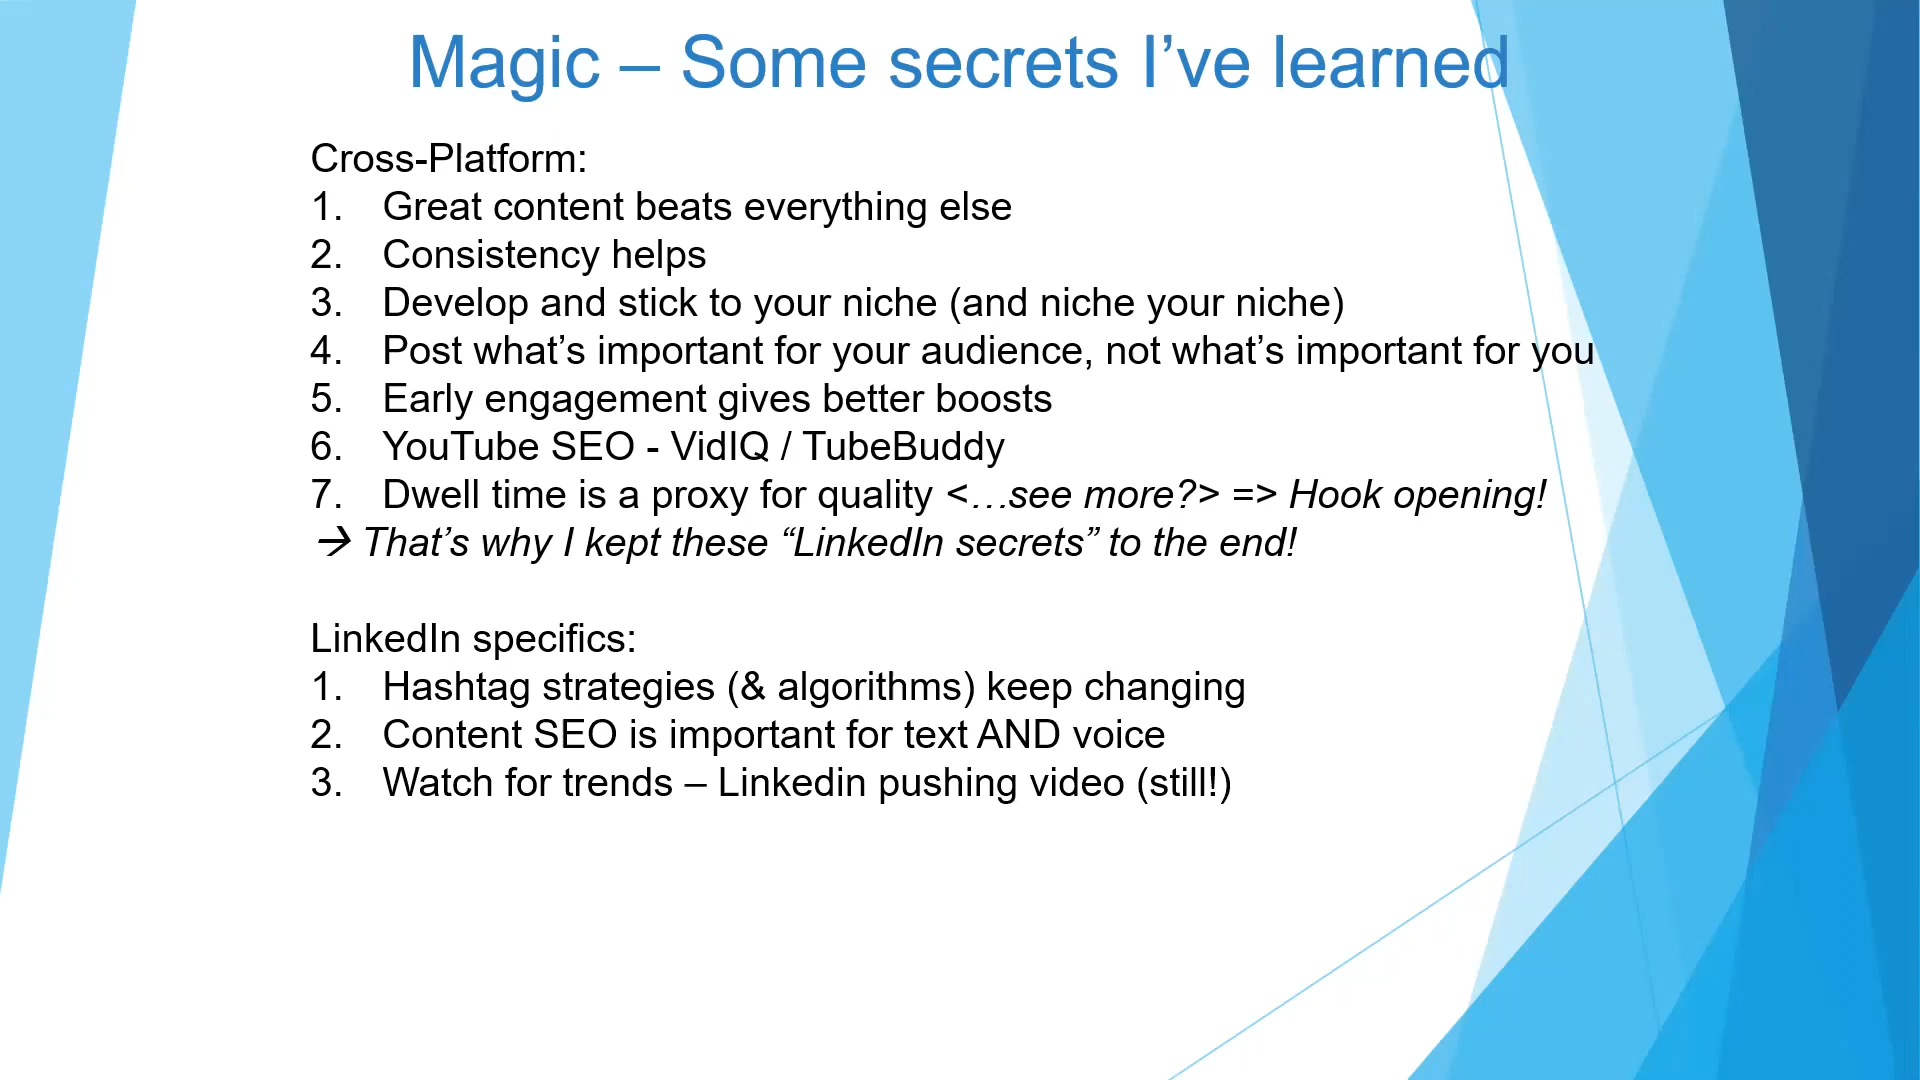 Magic – Some secrets I’ve learned
Cross-Platform:
1. Great content beats everything else
2. Consistency helps
3. Develop and stick to your niche (and niche your niche)
4. Post what’s important for your audience, not what’s important for you
5. Early engagement gives better boosts
6. YouTube SEO - VidIQ / TubeBuddy
7. Dwell time is a proxy for quality <…see more?> => Hook opening!
→ That’s why I kept these “LinkedIn secrets” to the end!
LinkedIn specifics:
1. Hashtag strategies (& algorithms) keep changing
2. Content SEO is important for text AND voice
3. Watch for trends – Linkedin pushing video (still!)